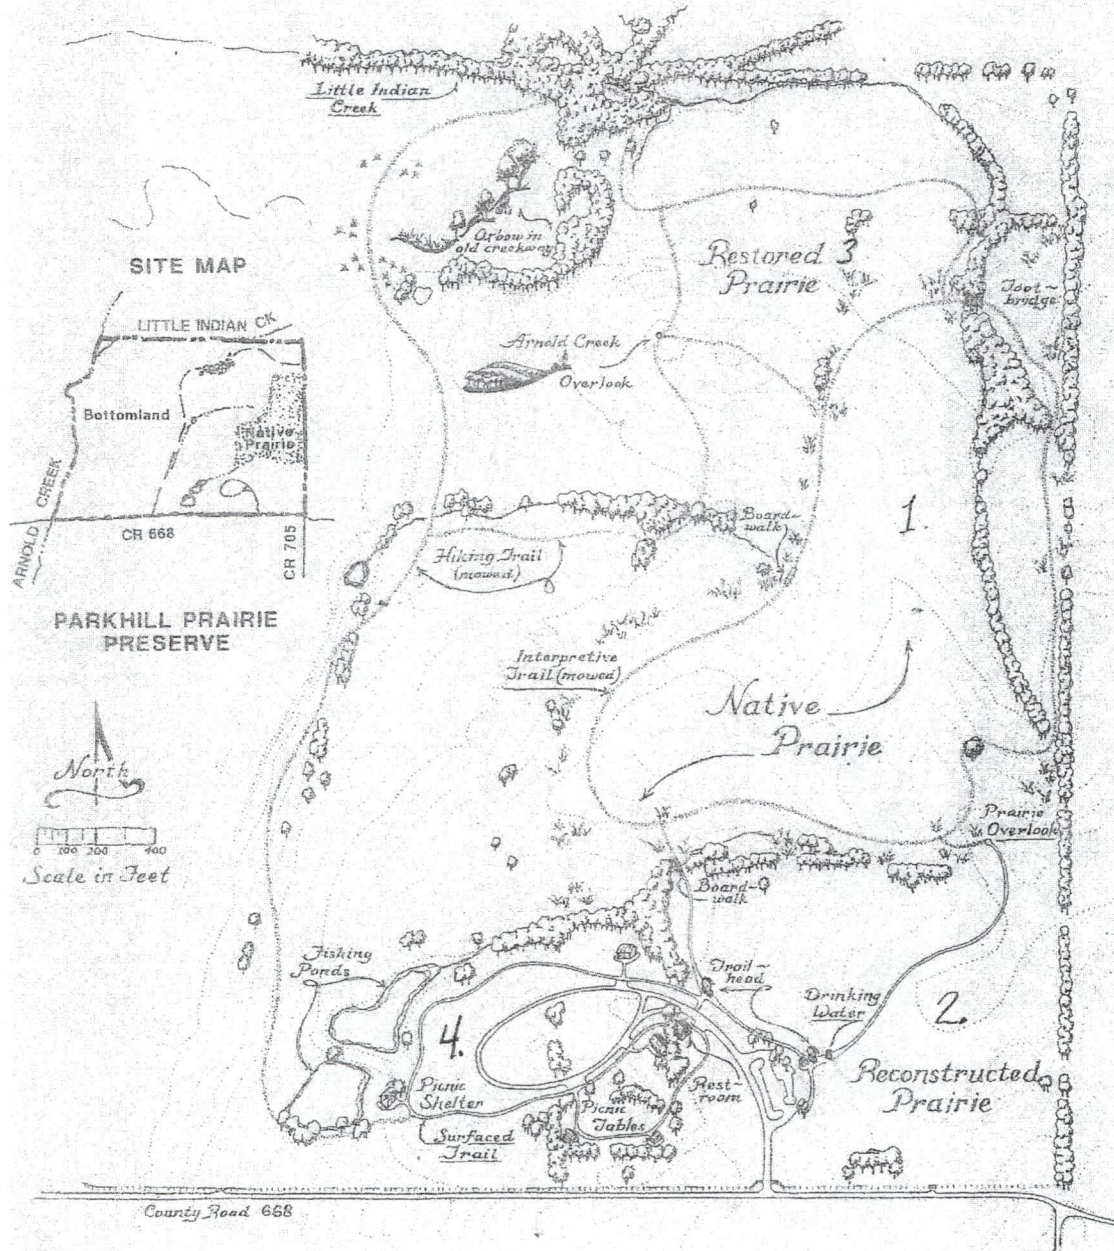 Little Indian
Creek
Oxbow in
old creekway
Restored 3
Prairie
Foot~
bridge
SITE MAP
LITTLE INDIAN CK
Bottomland
Native
Prairie
ARNOLD CREEK
CR 668
CR 705
Arnold Creek
Overlook
PARKHILL PRAIRIE
PRESERVE
1.
Board~
walk
Hiking Trail
(mowed)
Interpretive
Trail (mowed)
Native
Prairie
North
0 100 200 400
Scale in Feet
Prairie
Overlook
Board~
walk
Fishing
Ponds
Trail~
head
Drinking
Water
2.
4.
Reconstructed
Prairie
Picnic
Shelter
Rest~
room
Picnic
Tables
Surfaced
Trail
County Road 668